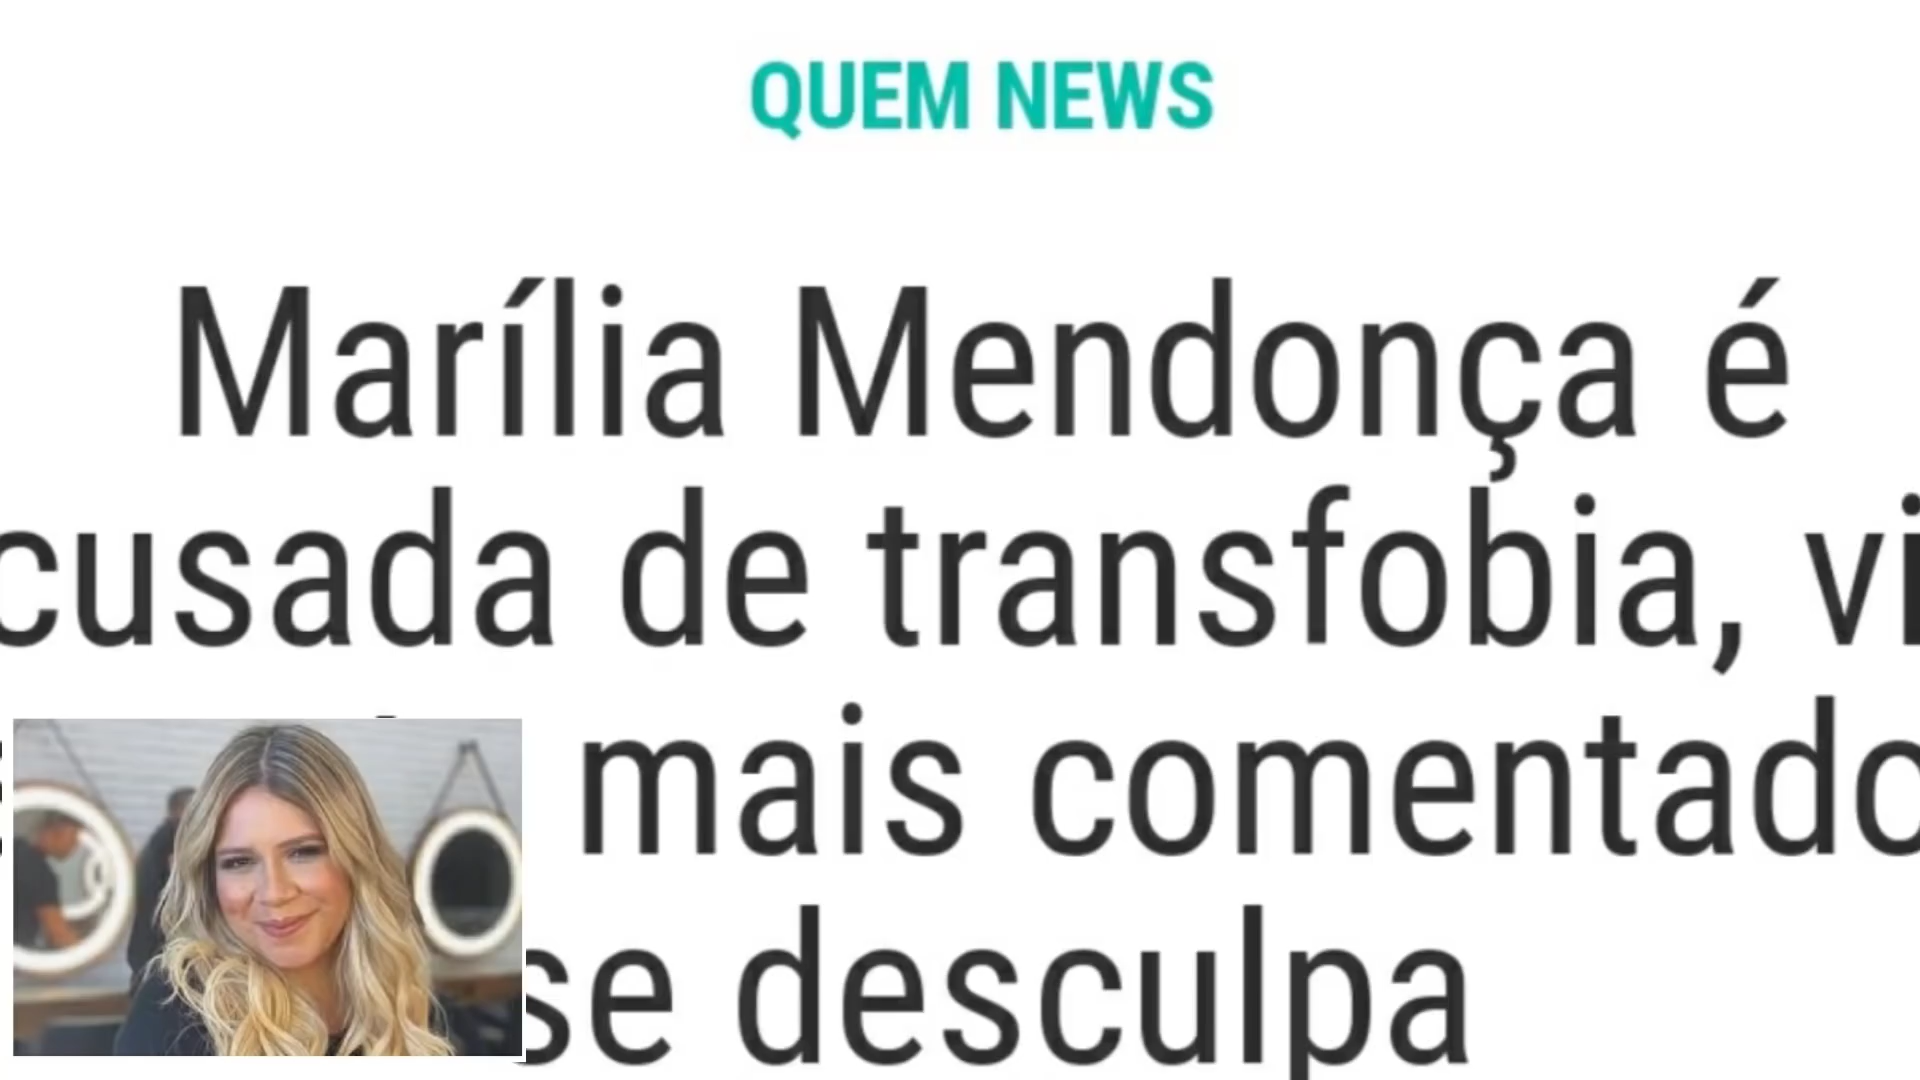 QUEM NEWS
Marília Mendonça é
cusada de transfobia, vi
mais comentado
se desculpa